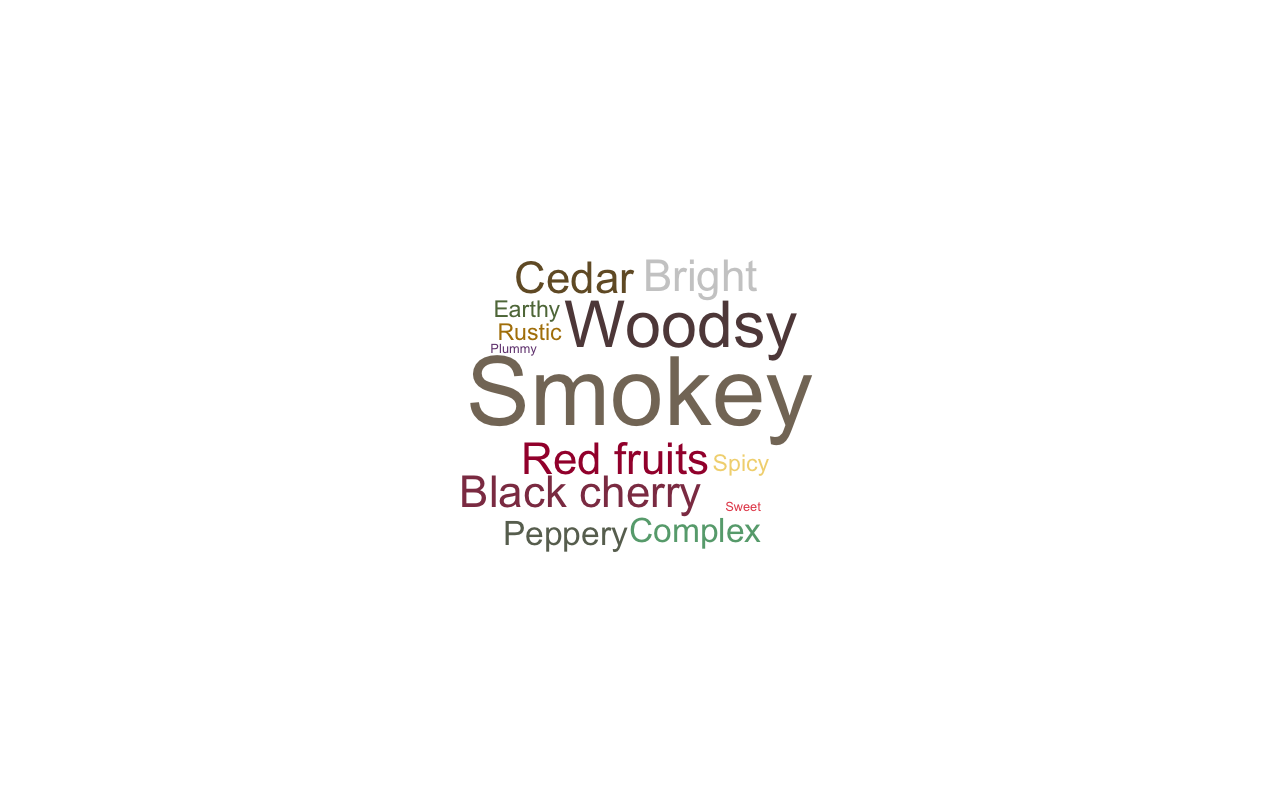 Cedar Bright
Earthy Woodsy
Rustic
Plummy
Smokey
Red fruits Spicy
Black cherry
Sweet
Peppery Complex